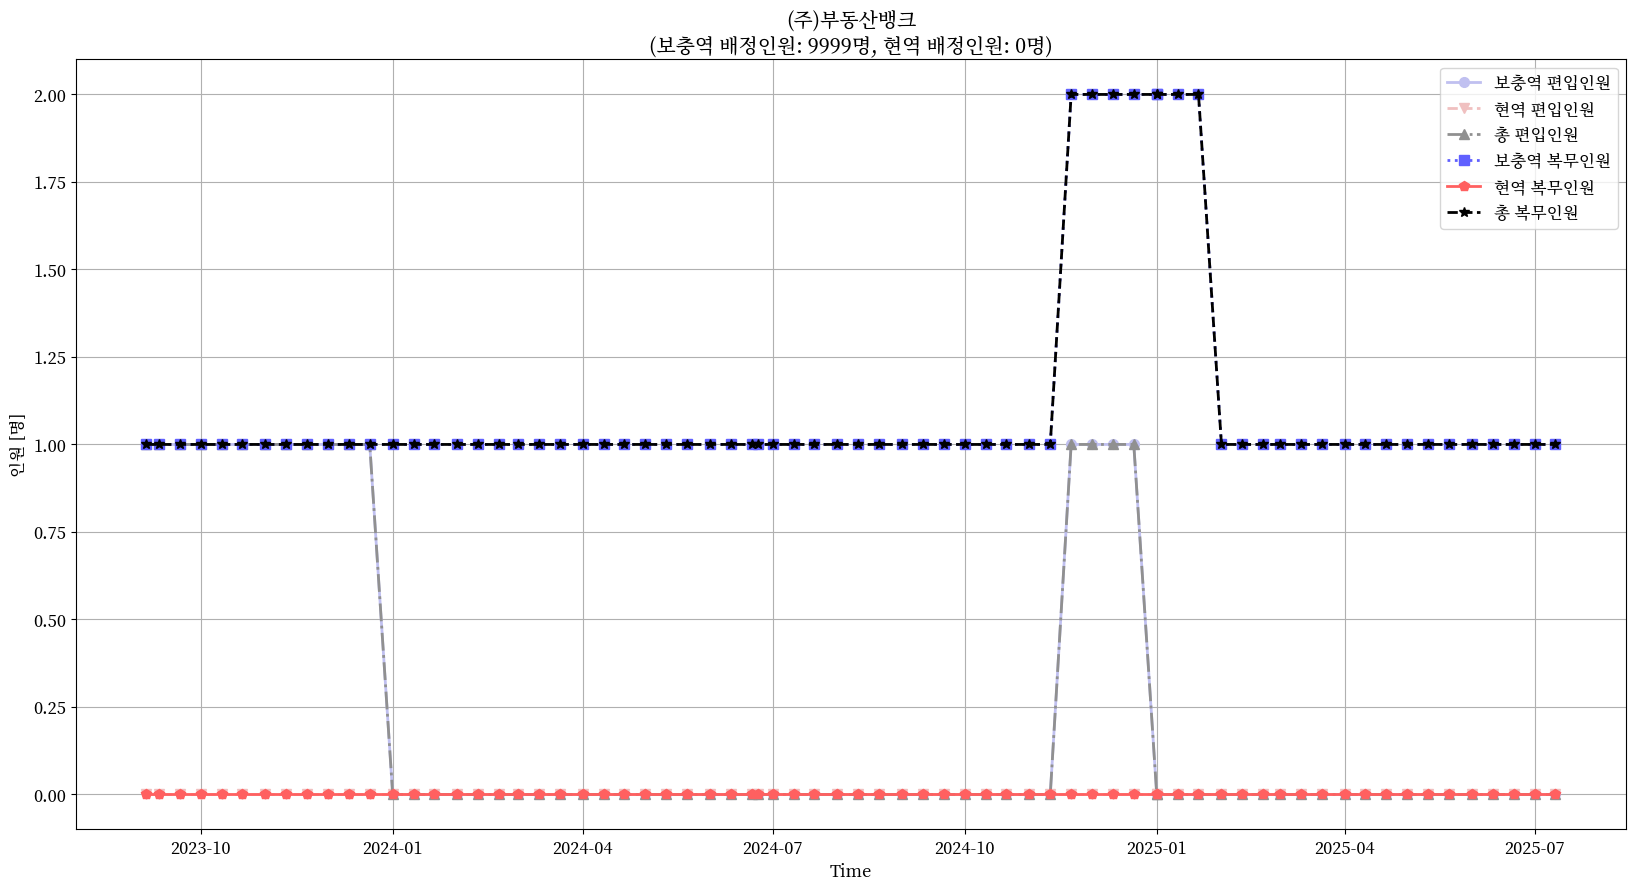 (주)부동산뱅크
(보충역 배정인원: 9999명, 현역 배정인원: 0명)
보충역 편입인원
현역 편입인원
총 편입인원
보충역 복무인원
현역 복무인원
총 복무인원
인원 [명]
2.00
1.75
1.50
1.25
1.00
0.75
0.50
0.25
0.00
2023-10
2024-01
2024-04
2024-07
2024-10
2025-01
2025-04
2025-07
Time